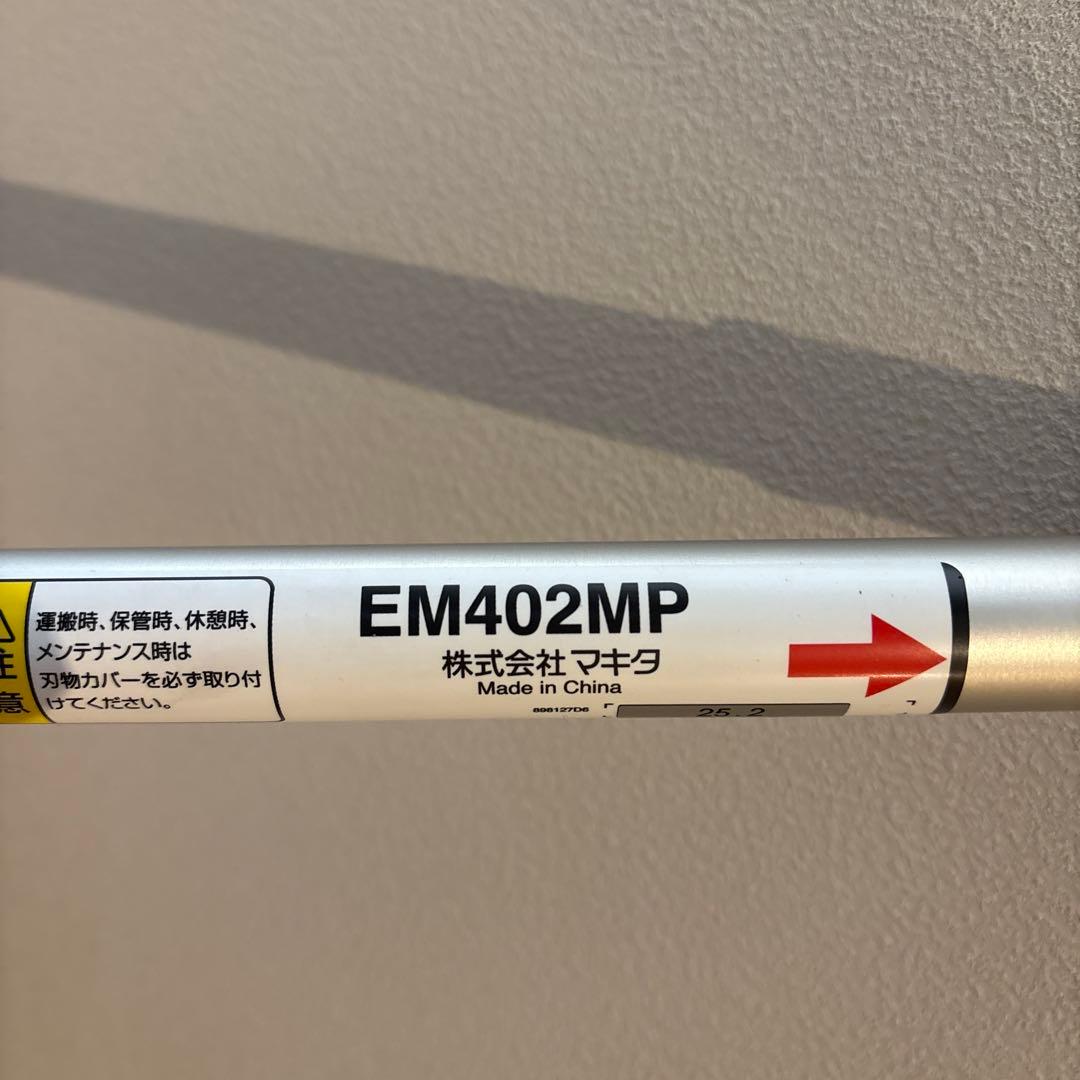 注意
運搬時、保管時、休憩時、
メンテナンス時は
刃物カバーを必ず取り付
けてください。
EM402MP
株式会社マキタ
Made in China
898127D6
25.2